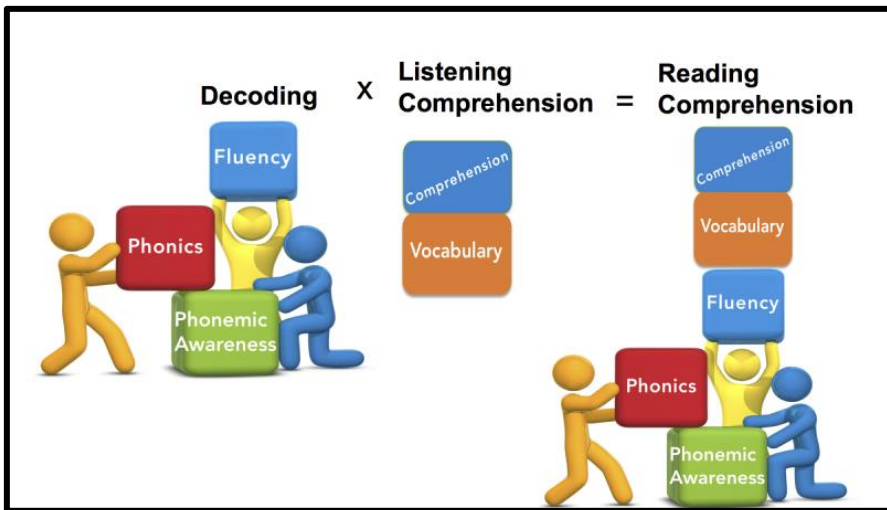 Decoding
x
Listening
Comprehension
=
Reading
Comprehension
Fluency
Phonics
Phonemic
Awareness
Comprehension
Vocabulary
Comprehension
Vocabulary
Fluency
Phonics
Phonemic
Awareness